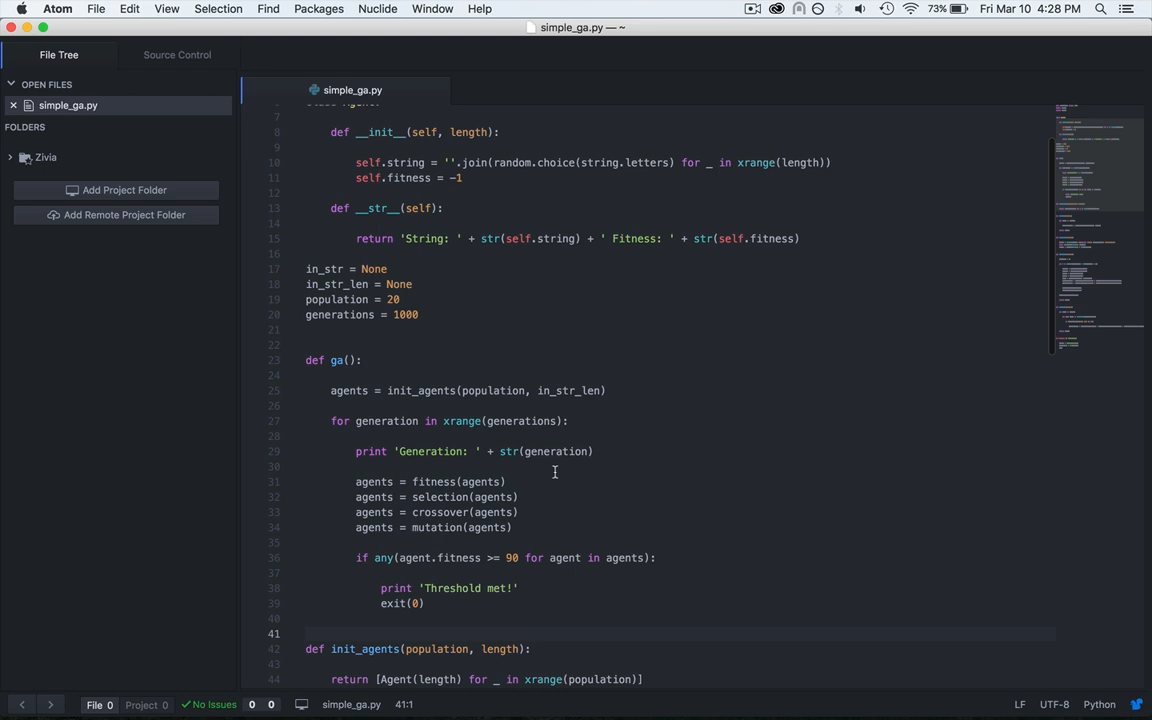 Atom File Edit View Selection Find Packages Nuclide Window Help 73% Fri Mar 10 4:28 PM
simple_ga.py — ~
File Tree Source Control
simple_ga.py
OPEN FILES
simple_ga.py
FOLDERS
Zivia
Add Project Folder
Add Remote Project Folder
7
8 def __init__(self, length):
9
10 self.string = ''.join(random.choice(string.letters) for _ in xrange(length))
11 self.fitness = -1
12
13 def __str__(self):
14
15 return 'String: ' + str(self.string) + ' Fitness: ' + str(self.fitness)
16
17 in_str = None
18 in_str_len = None
19 population = 20
20 generations = 1000
21
22
23 def ga():
24
25 agents = init_agents(population, in_str_len)
26
27 for generation in xrange(generations):
28
29 print 'Generation: ' + str(generation)
30
31 agents = fitness(agents)
32 agents = selection(agents)
33 agents = crossover(agents)
34 agents = mutation(agents)
35
36 if any(agent.fitness >= 90 for agent in agents):
37
38 print 'Threshold met!'
39 exit(0)
40
41
42 def init_agents(population, length):
43
44 return [Agent(length) for _ in xrange(population)]
File 0 Project 0 No Issues 0 0 simple_ga.py 41:1 LF UTF-8 Python